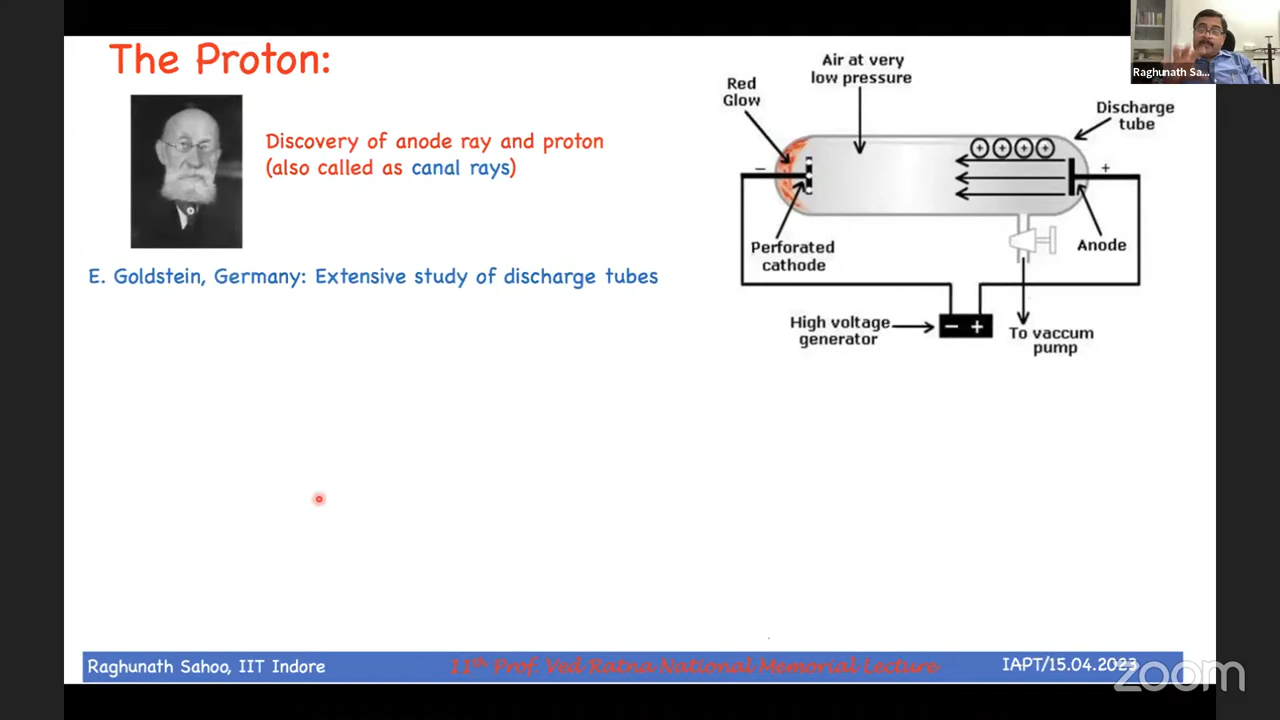 Raghunath Sa...
The Proton:
Discovery of anode ray and proton
(also called as canal rays)
E. Goldstein, Germany: Extensive study of discharge tubes
Air at very
low pressure
Red
Glow
Discharge
tube
−
+
Perforated
cathode
Anode
High voltage
generator
− +
To vaccum
pump
Raghunath Sahoo, IIT Indore
11th Prof. Ved Ratna National Memorial Lecture
IAPT/15.04.2023
zoom